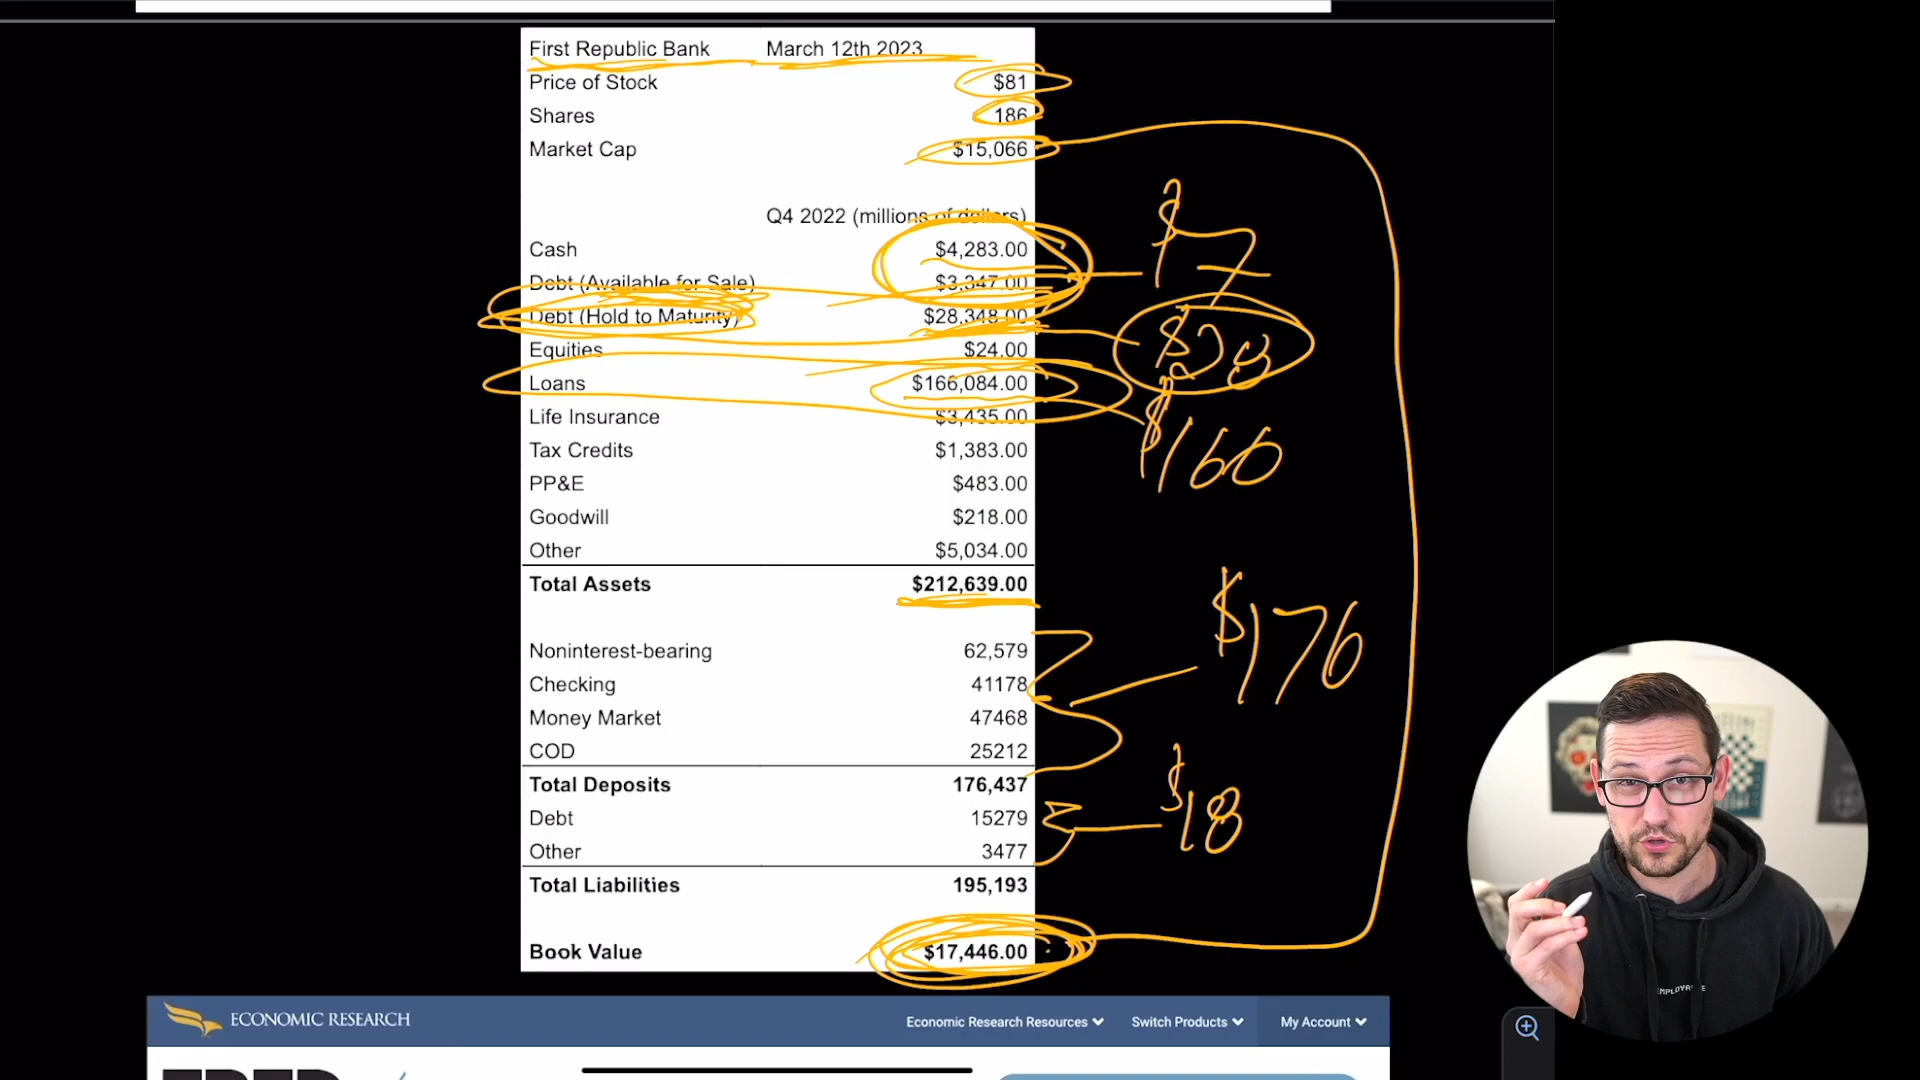 First Republic Bank March 12th 2023
Price of Stock $81
Shares 186
Market Cap $15,066
Q4 2022 (millions of dollars)
Cash $4,283.00
Debt (Available for Sale) $3,347.00
Debt (Hold to Maturity) $28,348.00
Equities $24.00
Loans $166,084.00
Life Insurance $3,435.00
Tax Credits $1,383.00
PP&E $483.00
Goodwill $218.00
Other $5,034.00
Total Assets $212,639.00
Noninterest-bearing 62,579
Checking 41178
Money Market 47468
COD 25212
Total Deposits 176,437
Debt 15279
Other 3477
Total Liabilities 195,193
Book Value $17,446.00
$7
$28
$166
$176
$18
ECONOMIC RESEARCH
Economic Research Resources Switch Products My Account